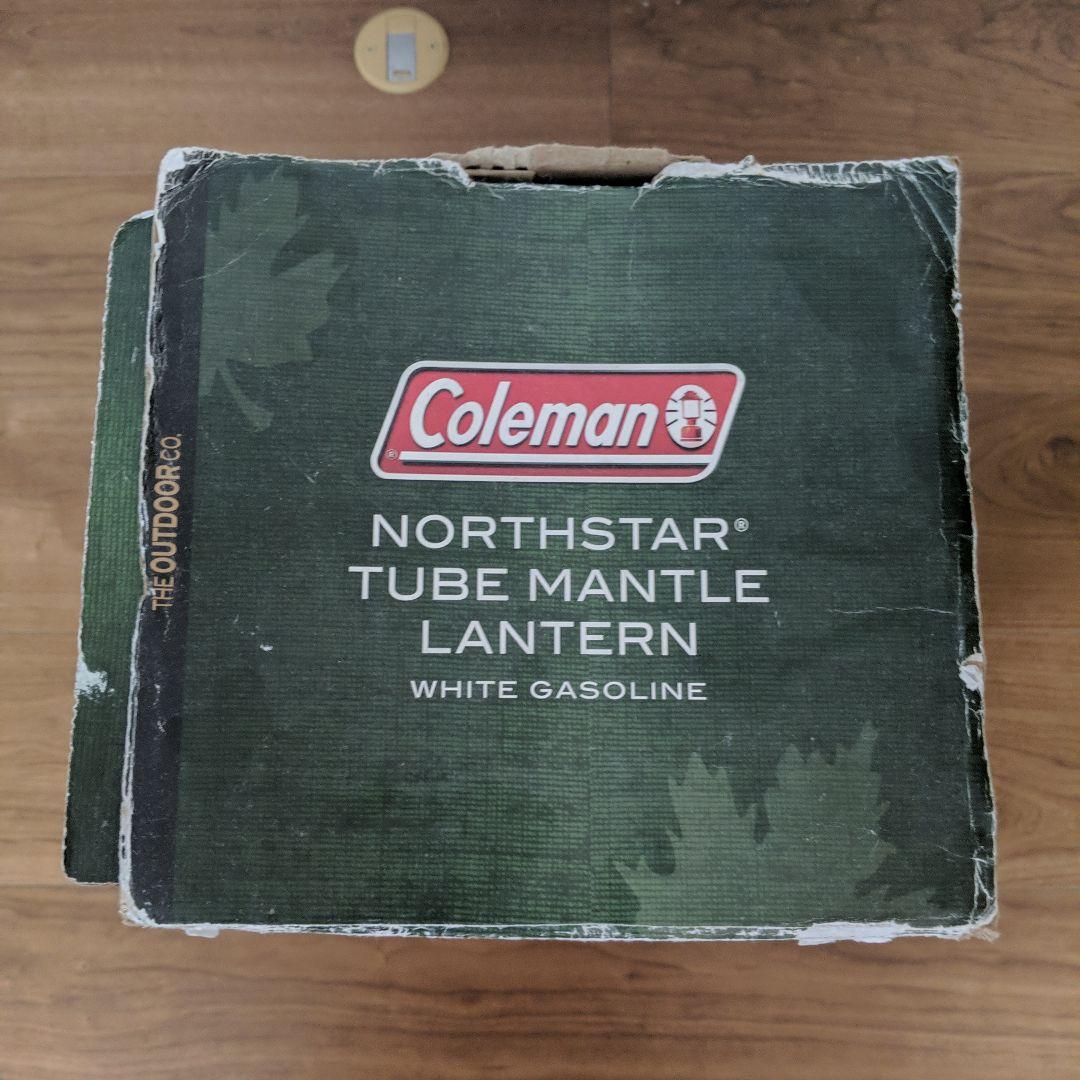 Coleman
®
NORTHSTAR®
TUBE MANTLE
LANTERN
WHITE GASOLINE
THE OUTDOOR CO.